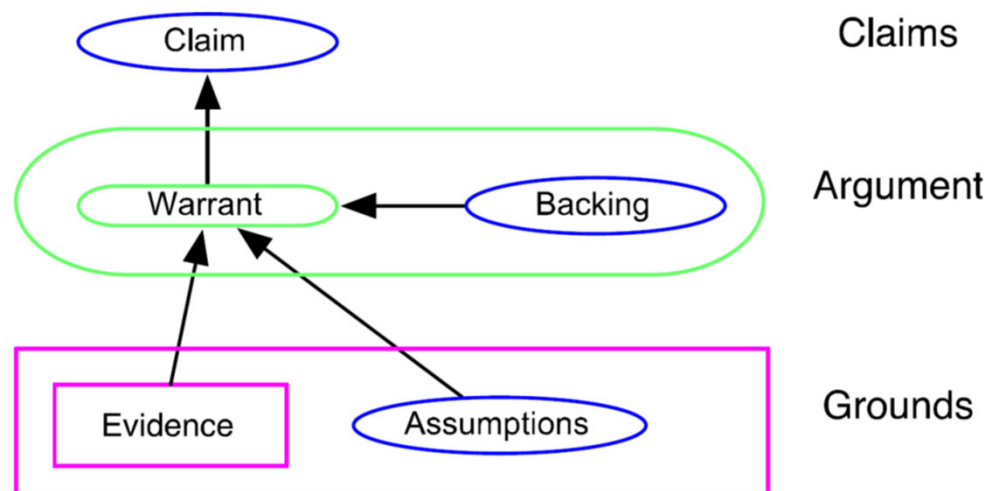 Claim
Claims
Warrant
Backing
Argument
Evidence
Assumptions
Grounds